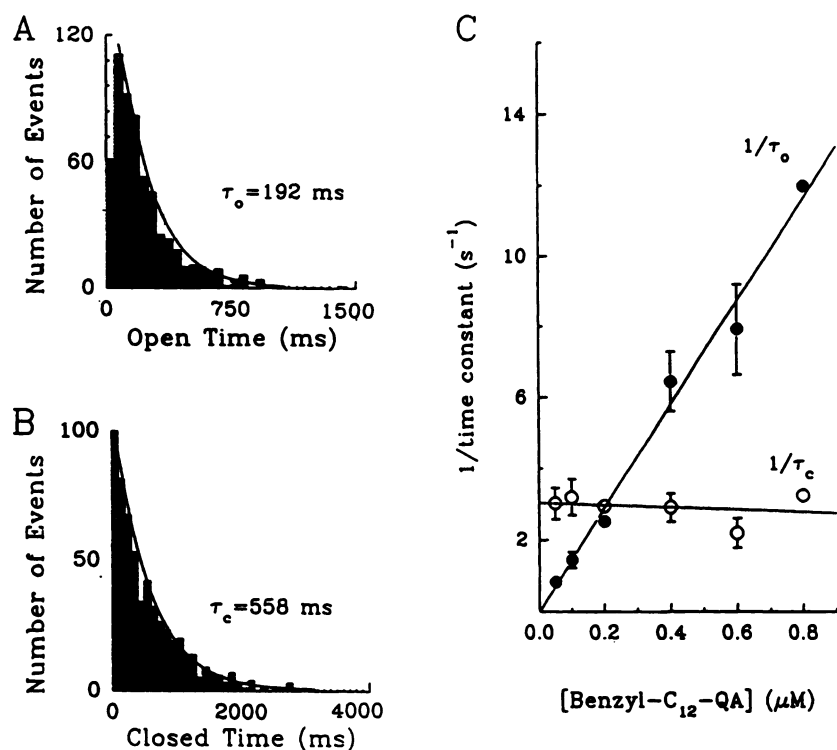 A
120
60
0
Number of Events
τo=192 ms
0 750 1500
Open Time (ms)
B
100
50
0
Number of Events
τc=558 ms
0 2000 4000
Closed Time (ms)
C
14
10
6
2
1/time constant (s⁻¹)
1/τo
1/τc
0.0 0.2 0.4 0.6 0.8
[Benzyl-C₁₂-QA] (μM)